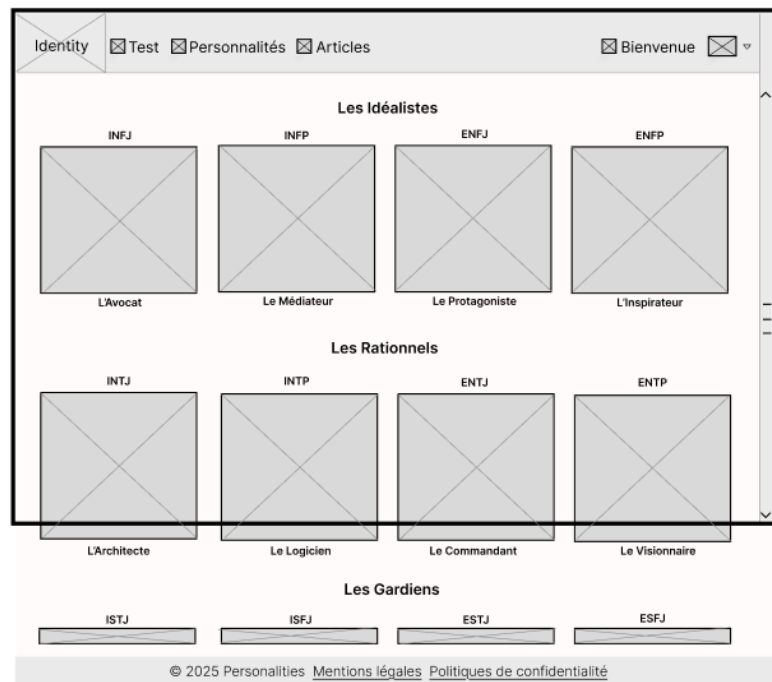 Identity Test Personnalités Articles Bienvenue
Les Idéalistes
INFJ INFP ENFJ ENFP
L'Avocat Le Médiateur Le Protagoniste L'Inspirateur
Les Rationnels
INTJ INTP ENTJ ENTP
L'Architecte Le Logicien Le Commandant Le Visionnaire
Les Gardiens
ISTJ ISFJ ESTJ ESFJ
© 2025 Personalities Mentions légales Politiques de confidentialité